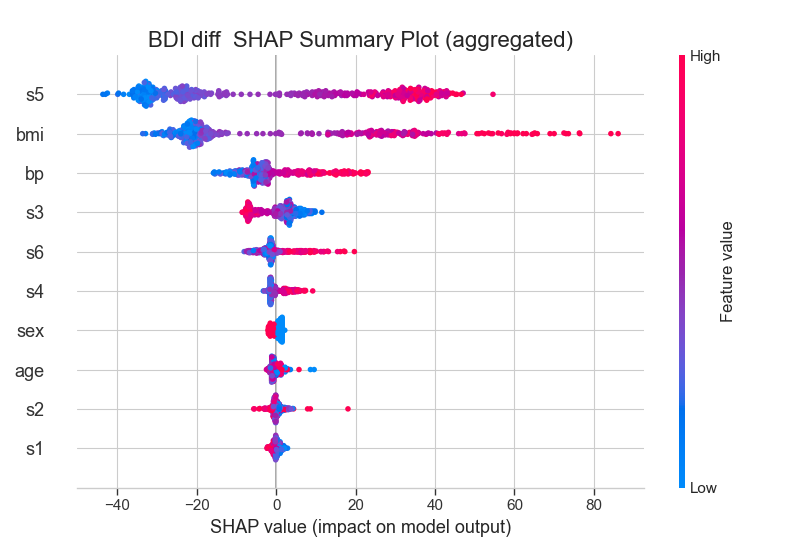 BDI diff  SHAP Summary Plot (aggregated)
High
s5
bmi
bp
s3
s6
s4
sex
age
s2
s1
Feature value
Low
−40 −20 0 20 40 60 80
SHAP value (impact on model output)